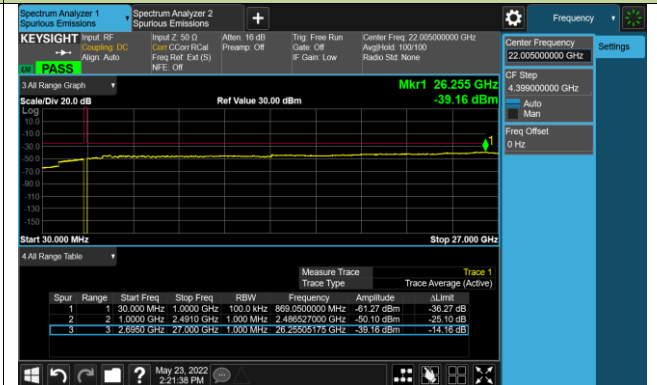 Spectrum Analyzer 1
Spurious Emissions
Spectrum Analyzer 2
Spurious Emissions
+
Frequency
KEYSIGHT
Input: RF
Coupling: DC
Align: Auto
Input Z: 50 Ω
Corr CCorr RCal
Freq Ref: Ext (S)
NFE: Off
Atten: 16 dB
Preamp: Off
Trig: Free Run
Gate: Off
IF Gain: Low
Center Freq: 22.005000000 GHz
Avg|Hold: 100/100
Radio Std: None
PASS
Center Frequency
22.005000000 GHz
Settings
CF Step
4.399000000 GHz
Auto
Man
Freq Offset
0 Hz
3 All Range Graph
Mkr1 26.255 GHz
Scale/Div 20.0 dB
Ref Value 30.00 dBm
-39.16 dBm
Log
10.0
-10.0
-30.0
-50.0
-70.0
-90.0
-110
-130
-150
1
Start 30.000 MHz
Stop 27.000 GHz
4 All Range Table
Measure Trace Trace 1
Trace Type Trace Average (Active)
Spur Range Start Freq Stop Freq RBW Frequency Amplitude ΔLimit
1 1 30.000 MHz 1.0000 GHz 100.0 kHz 869.0500000 MHz -61.27 dBm -36.27 dB
2 2 1.0000 GHz 2.4910 GHz 1.000 MHz 2.486527000 GHz -50.10 dBm -25.10 dB
3 3 2.6950 GHz 27.000 GHz 1.000 MHz 26.25505175 GHz -39.16 dBm -14.16 dB
?
May 23, 2022
2:21:38 PM